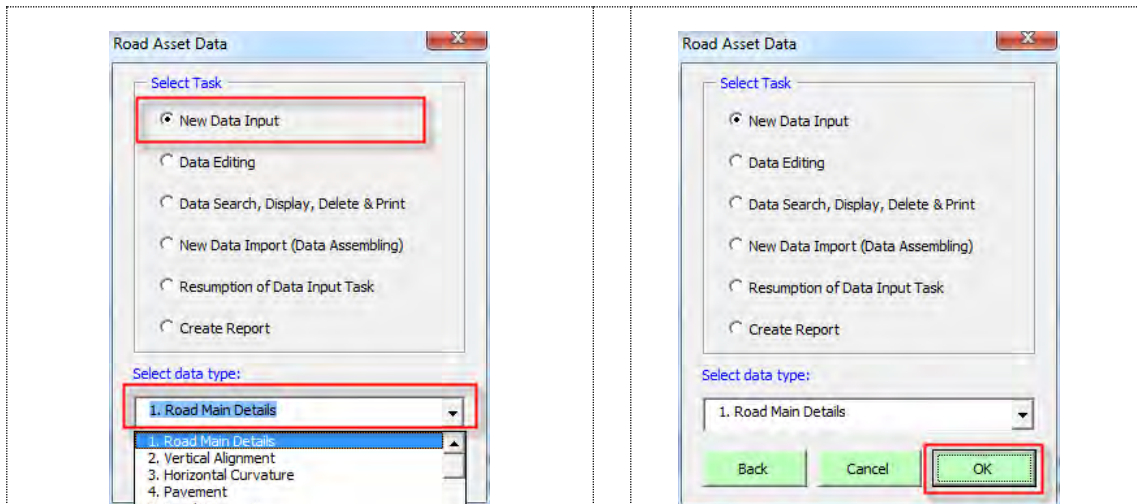 Road Asset Data
Select Task
New Data Input
Data Editing
Data Search, Display, Delete & Print
New Data Import (Data Assembling)
Resumption of Data Input Task
Create Report
Select data type:
1. Road Main Details
1. Road Main Details
2. Vertical Alignment
3. Horizontal Curvature
4. Pavement
Road Asset Data
Select Task
New Data Input
Data Editing
Data Search, Display, Delete & Print
New Data Import (Data Assembling)
Resumption of Data Input Task
Create Report
Select data type:
1. Road Main Details
Back Cancel OK